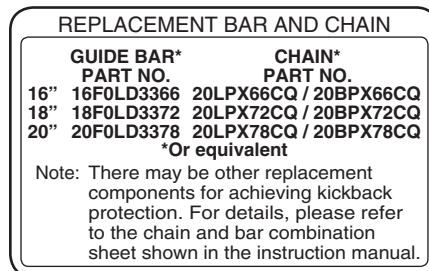 REPLACEMENT BAR AND CHAIN
GUIDE BAR* CHAIN*
PART NO. PART NO.
16” 16F0LD3366 20LPX66CQ / 20BPX66CQ
18” 18F0LD3372 20LPX72CQ / 20BPX72CQ
20” 20F0LD3378 20LPX78CQ / 20BPX78CQ
*Or equivalent
Note: There may be other replacement
components for achieving kickback
protection. For details, please refer
to the chain and bar combination
sheet shown in the instruction manual.